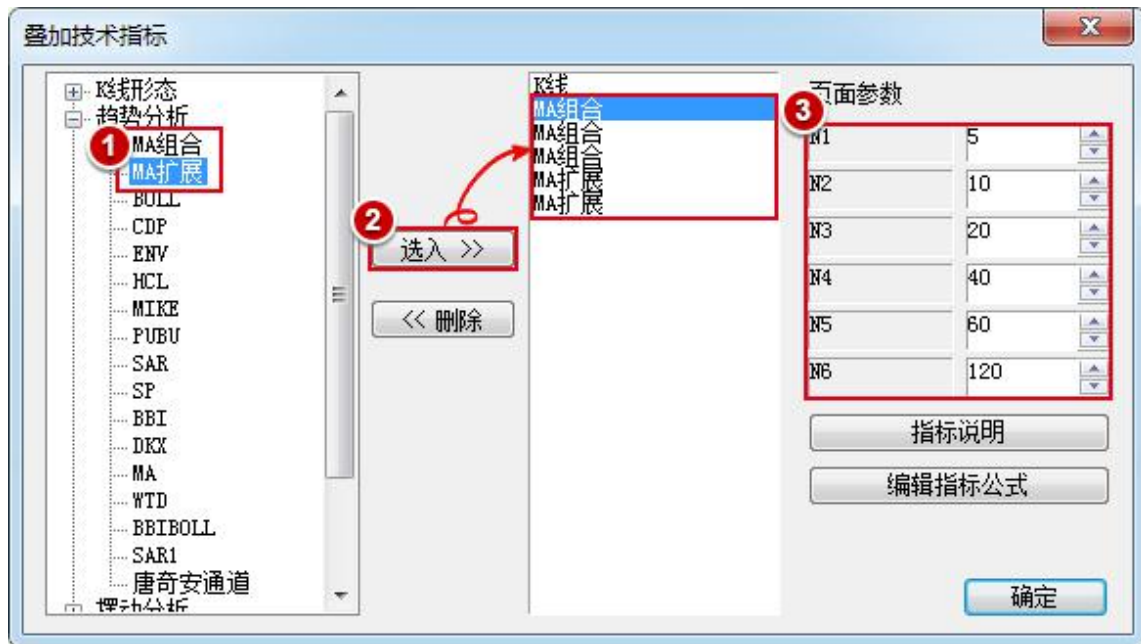 叠加技术指标
K线形态
趋势分析
1
MA组合
MA扩展
BOLL
CDP
ENV
HCL
MIKE
PUBU
SAR
SP
BBI
DKX
MA
WTD
BBIBOLL
SAR1
唐奇安通道
摆动分析
2
选入 >>
<< 删除
K线
MA组合
MA组合
MA组合
MA扩展
MA扩展
页面参数
3
N1 5
N2 10
N3 20
N4 40
N5 60
N6 120
指标说明
编辑指标公式
确定